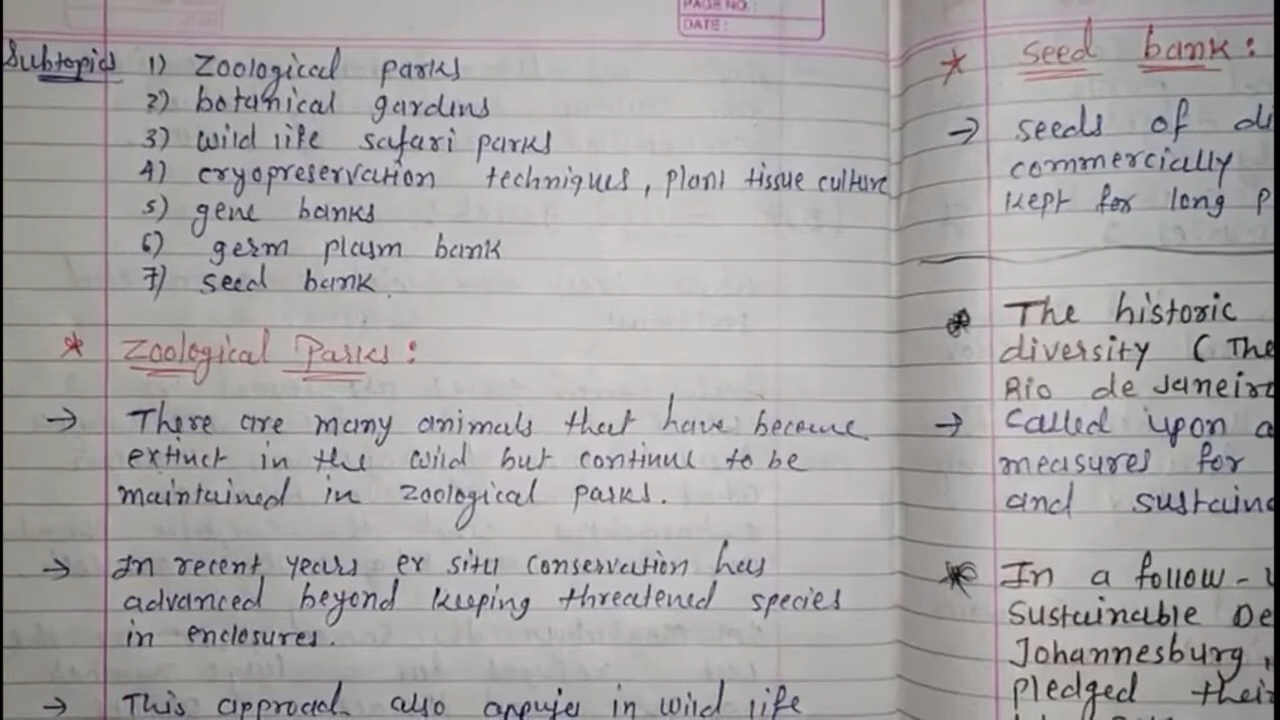 PAGE NO.:
DATE:
Subtopics 1) Zoological parks
2) botanical gardens
3) wild life safari parks
4) cryopreservation techniques, plant tissue culture
5) gene banks
6) germ plasm bank
7) seed bank.
* Zoological Parks:
→ There are many animals that have become
extinct in the wild but continue to be
maintained in zoological parks.
→ In recent years ex situ conservation has
advanced beyond keeping threatened species
in enclosures.
→ This approach also applies in wild life
* seed bank:
→ seeds of di
commercially
kept for long p
* The historic
diversity (The
Rio de Janeiro
→ called upon a
measures for
and sustain
* In a follow-u
Sustainable De
Johannesburg,
pledged their